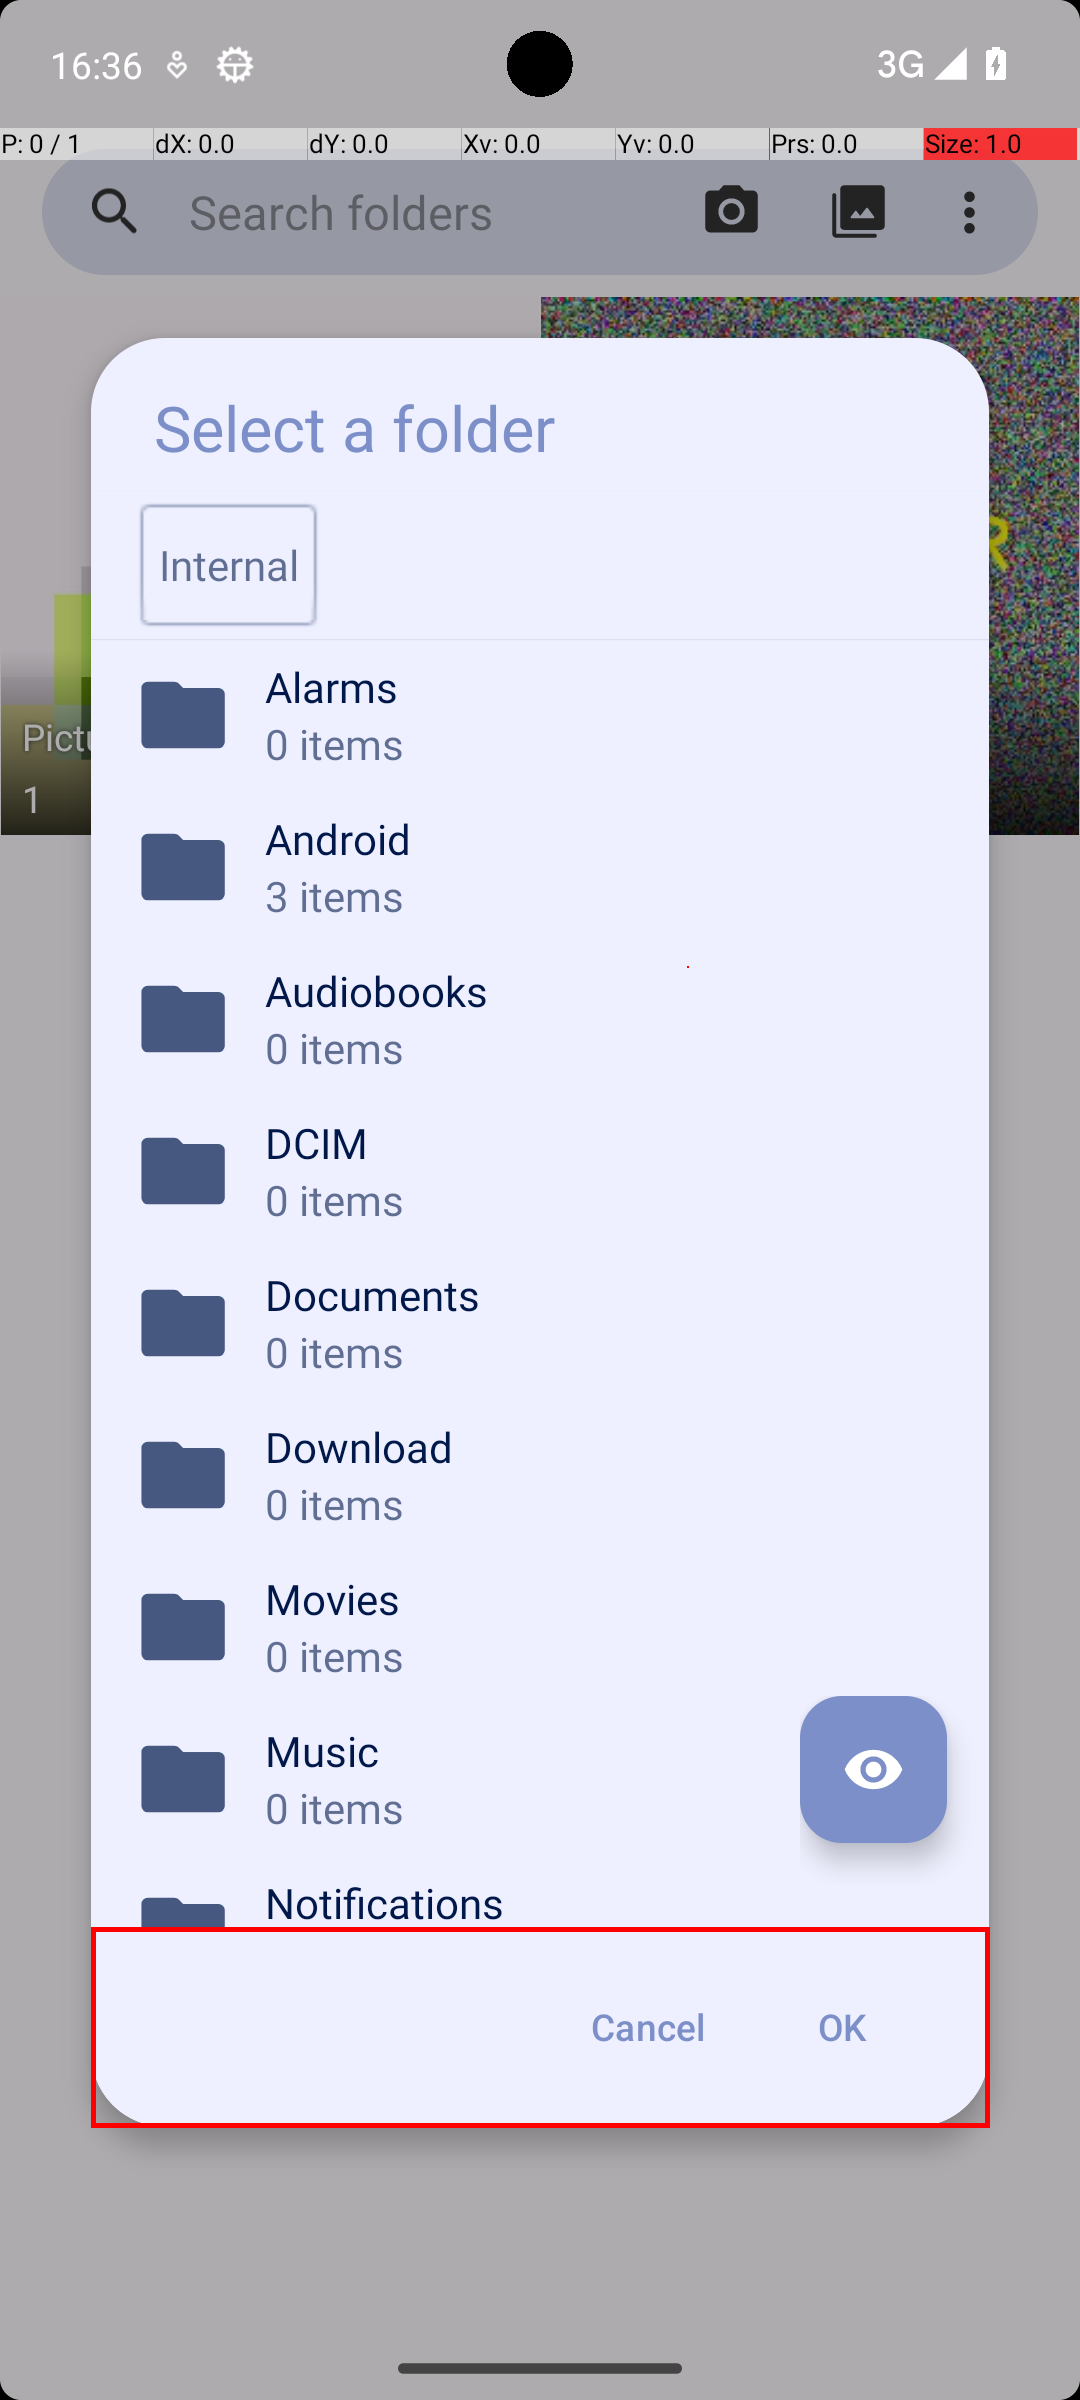 16:36
3G
P: 0 / 1
dX: 0.0
dY: 0.0
Xv: 0.0
Yv: 0.0
Prs: 0.0
Size: 1.0
Search folders
Select a folder
Internal
Alarms
0 items
Android
3 items
Audiobooks
0 items
DCIM
0 items
Documents
0 items
Download
0 items
Movies
0 items
Music
0 items
Notifications
Cancel
OK
1